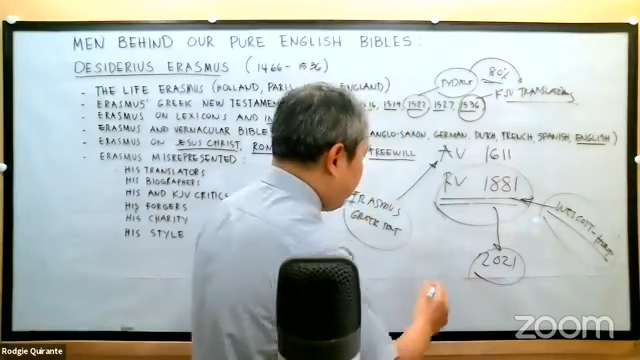 MEN BEHIND OUR PURE ENGLISH BIBLES:
DESIDERIUS ERASMUS (1466-1536)
- THE LIFE ERASMUS (HOLLAND, PARIS, ENGLAND)
- ERASMUS' GREEK NEW TESTAMENT 1519 1522 1527 1536
- ERASMUS ON LEXICONS AND
- ERASMUS AND VERNACULAR BIBLE ANGLO-SAXON, GERMAN, DUTCH, FRENCH, SPANISH, ENGLISH)
- ERASMUS ON JESUS CHRIST, FREEWILL
- ERASMUS MISREPRESENTED:
HIS TRANSLATORS
HIS BIOGRAPHERS
HIS AND KJV CRITICS
HIS FORGERS
HIS CHARITY
HIS STYLE
TYNDALE
80%
KJV TRANSLATORS
AV 1611
RV 1881
ERASMUS
GREEK TEXT
WESTCOTT-HORT
2021
zoom
Rodgie Quirante